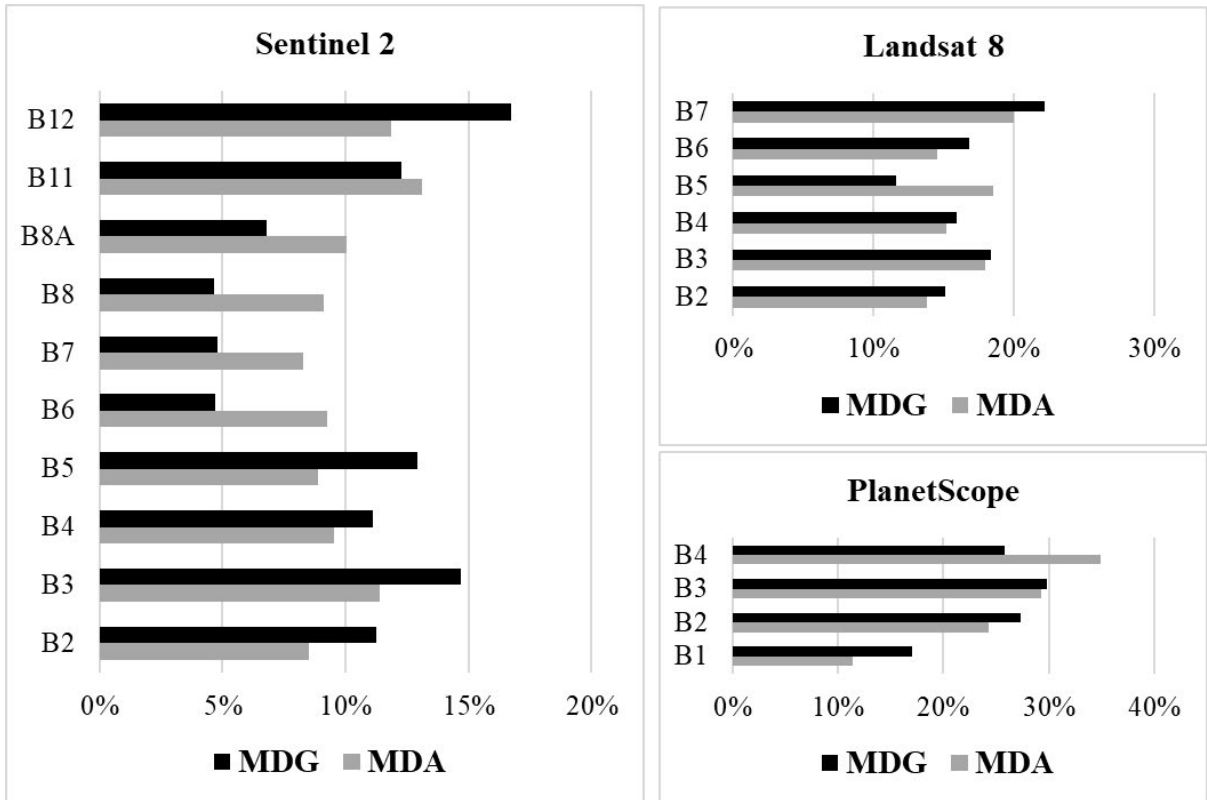 Sentinel 2
B12
B11
B8A
B8
B7
B6
B5
B4
B3
B2
0% 5% 10% 15% 20%
MDG MDA
Landsat 8
B7
B6
B5
B4
B3
B2
0% 10% 20% 30%
MDG MDA
PlanetScope
B4
B3
B2
B1
0% 10% 20% 30% 40%
MDG MDA